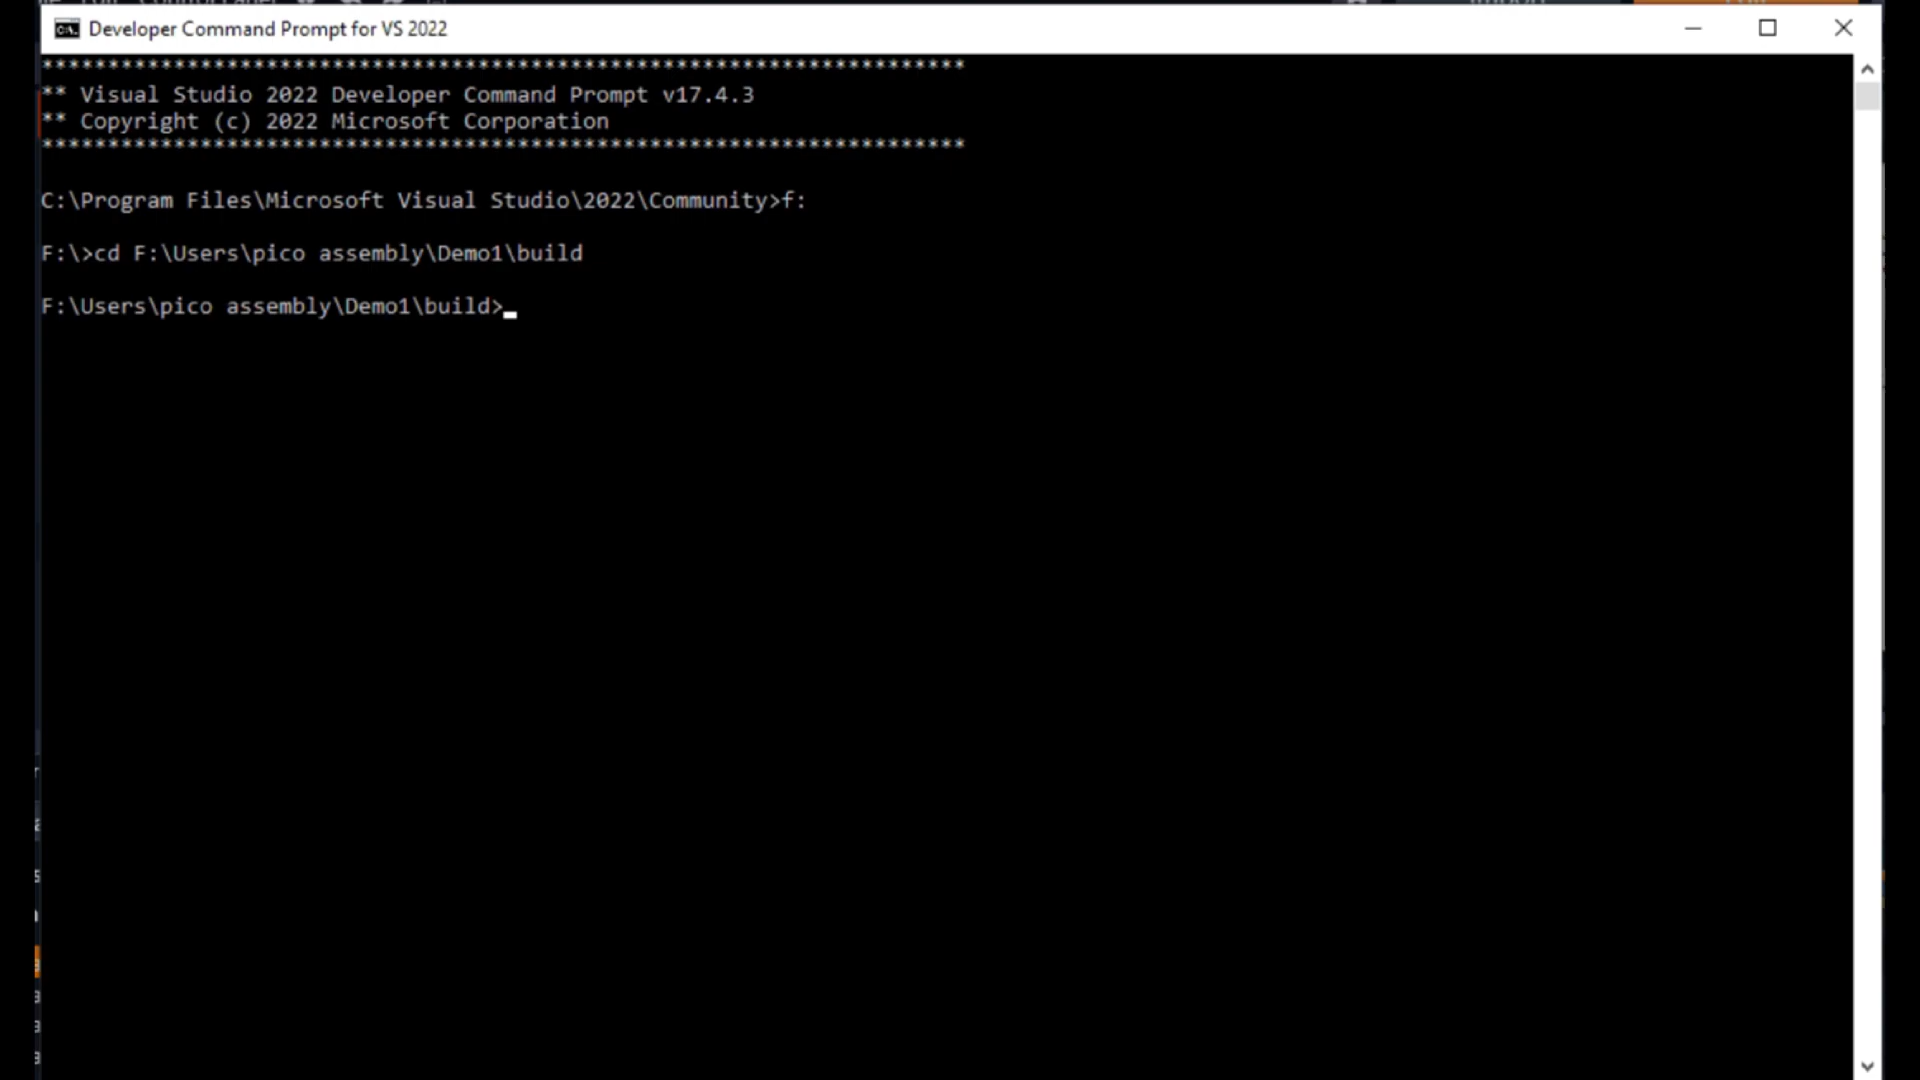 Developer Command Prompt for VS 2022
**********************************************************************
** Visual Studio 2022 Developer Command Prompt v17.4.3
** Copyright (c) 2022 Microsoft Corporation
**********************************************************************
C:\Program Files\Microsoft Visual Studio\2022\Community>f:
F:\>cd F:\Users\pico assembly\Demo1\build
F:\Users\pico assembly\Demo1\build>